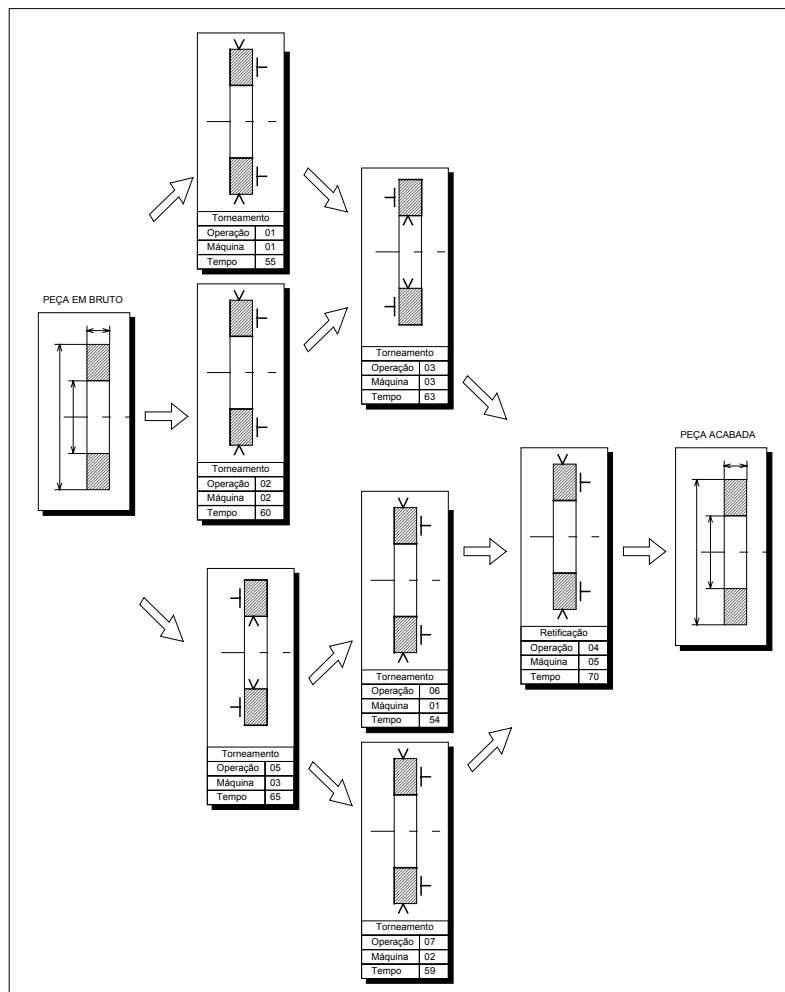 Torneamento
Operação 01
Máquina 01
Tempo 55
PEÇA EM BRUTO
Torneamento
Operação 02
Máquina 02
Tempo 60
Torneamento
Operação 03
Máquina 03
Tempo 63
Torneamento
Operação 05
Máquina 03
Tempo 65
Torneamento
Operação 06
Máquina 01
Tempo 54
Torneamento
Operação 07
Máquina 02
Tempo 59
Retificação
Operação 04
Máquina 05
Tempo 70
PEÇA ACABADA